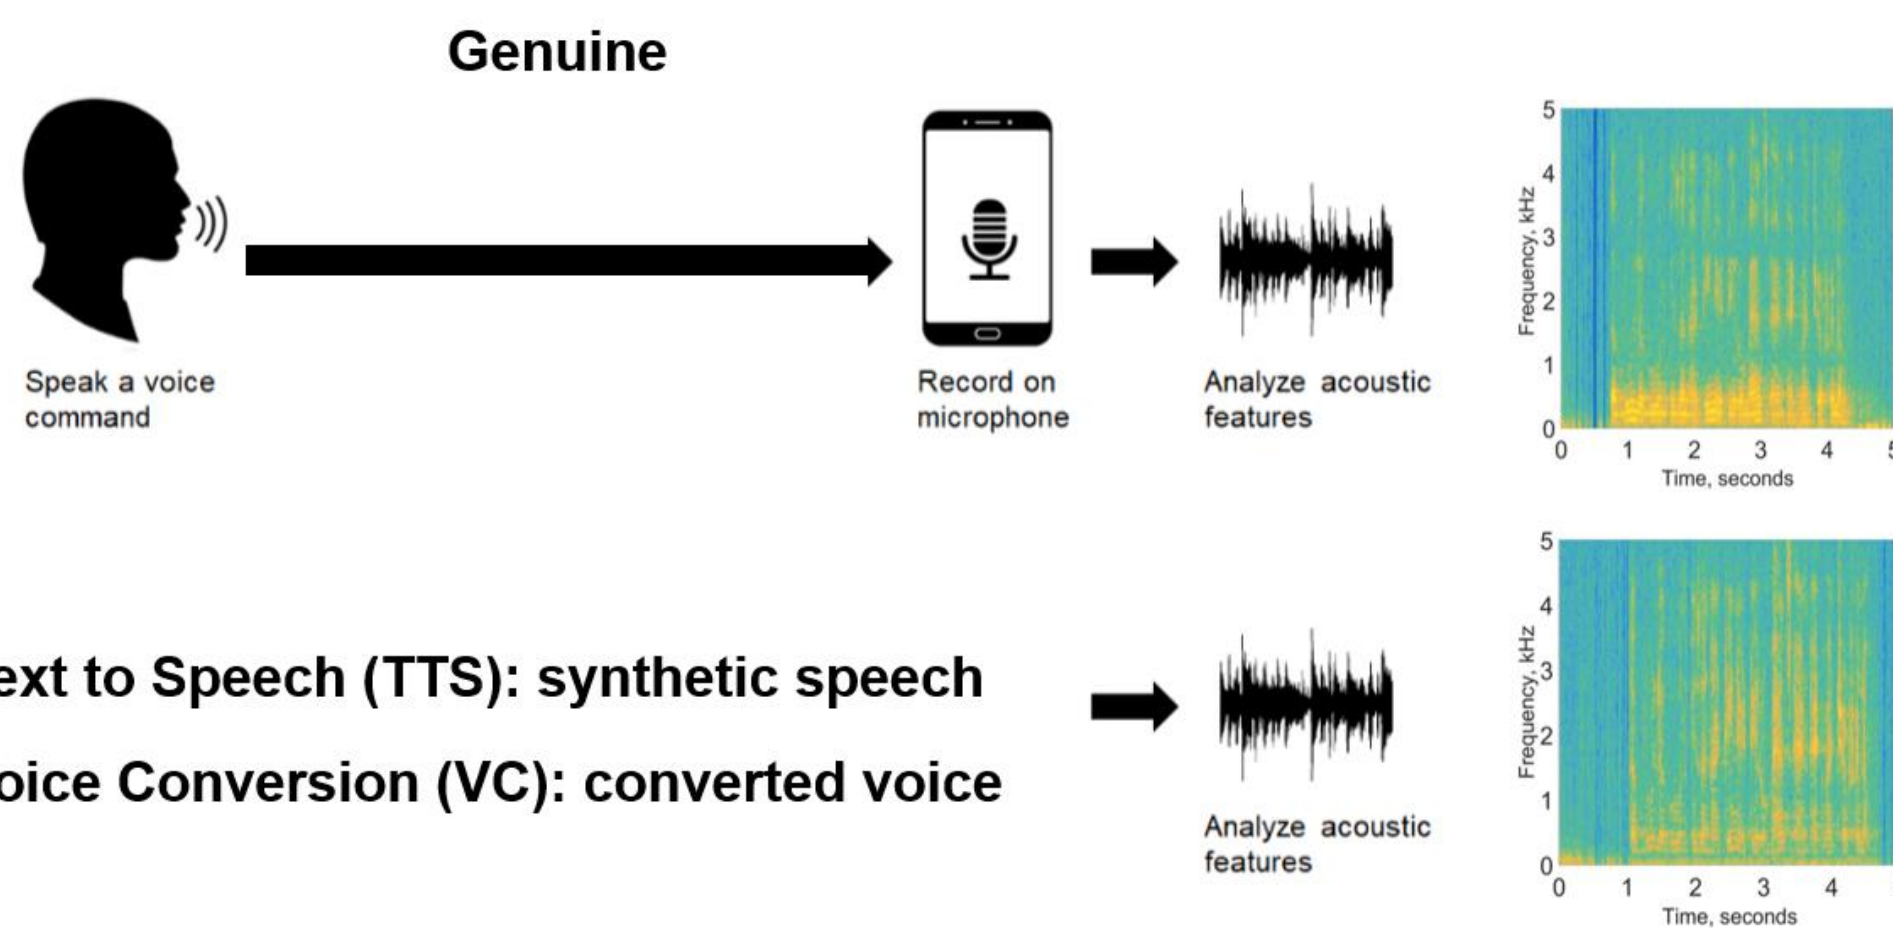 Genuine
Speak a voice
command
Record on
microphone
Analyze acoustic
features
5
4
3
2
1
0
Frequency, kHz
0 1 2 3 4
Time, seconds
ext to Speech (TTS): synthetic speech
oice Conversion (VC): converted voice
Analyze acoustic
features
5
4
3
2
1
0
Frequency, kHz
0 1 2 3 4
Time, seconds